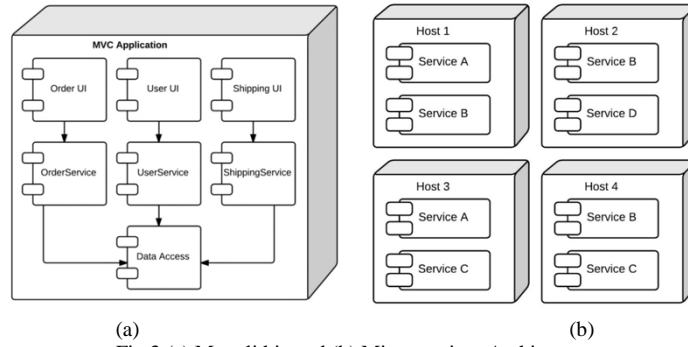 MVC Application
Order UI
User UI
Shipping UI
OrderService
UserService
ShippingService
Data Access
Host 1
Service A
Service B
Host 2
Service B
Service D
Host 3
Service A
Service C
Host 4
Service B
Service C
(a)
(b)